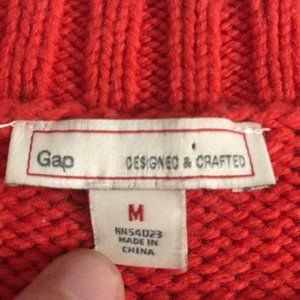 Gap DESIGNED & CRAFTED
M
RN54023
MADE IN
CHINA